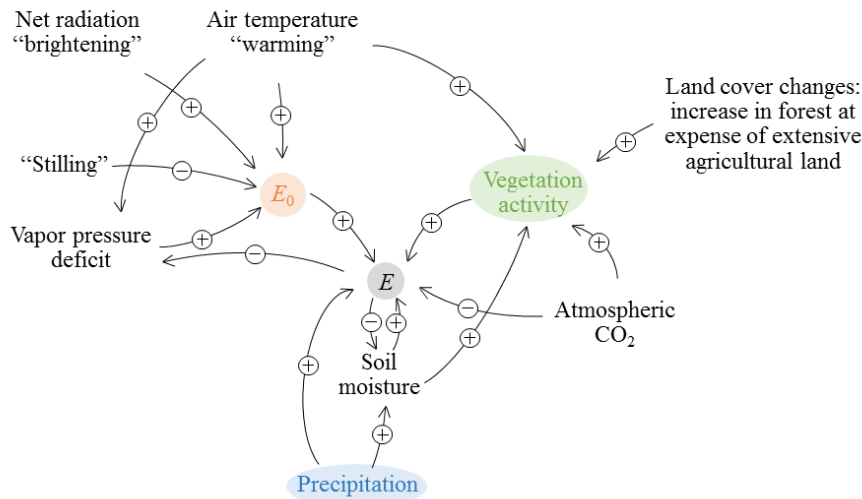 Net radiation
“brightening”
Air temperature
“warming”
Land cover changes:
increase in forest at
expense of extensive
agricultural land
+
+
+
+
+
“Stilling”
−
E₀
Vegetation
activity
+
+
Vapor pressure
deficit
+
−
+
E
−
Atmospheric
CO₂
−
+
+
+
Soil
moisture
+
Precipitation